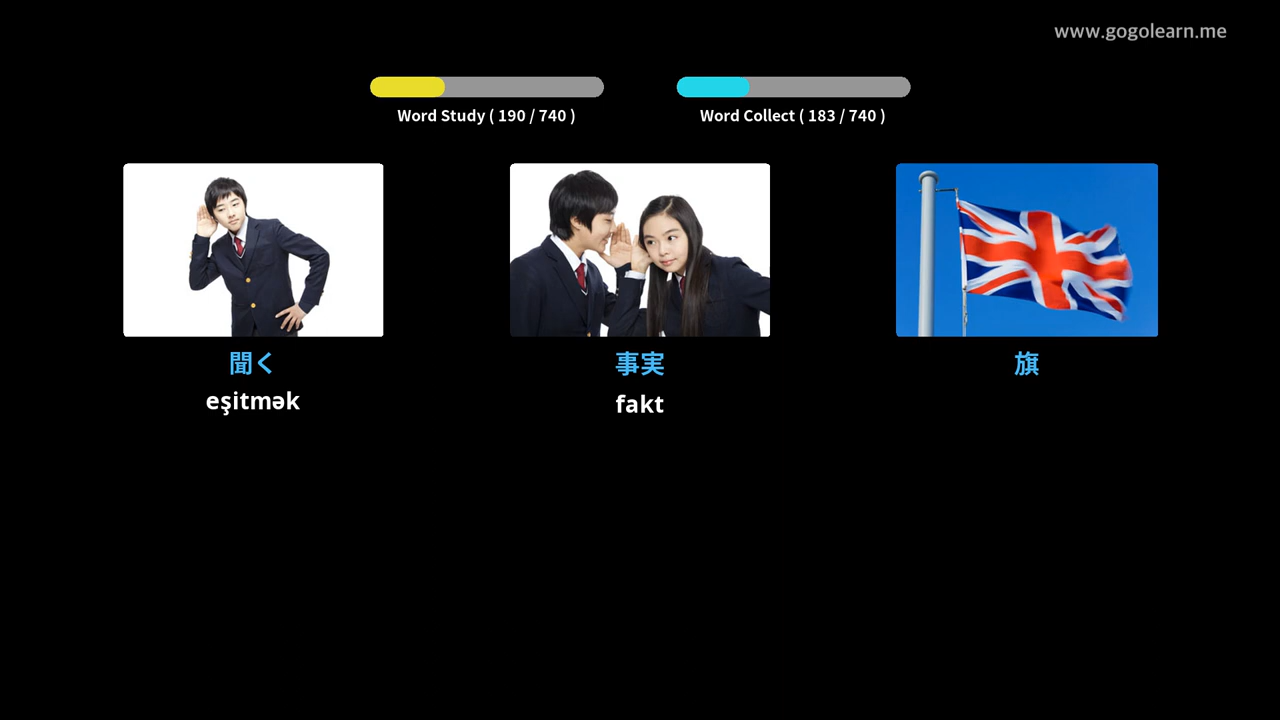 www.gogolearn.me
Word Study ( 190 / 740 )
Word Collect ( 183 / 740 )
聞く
eşitmək
事実
fakt
旗